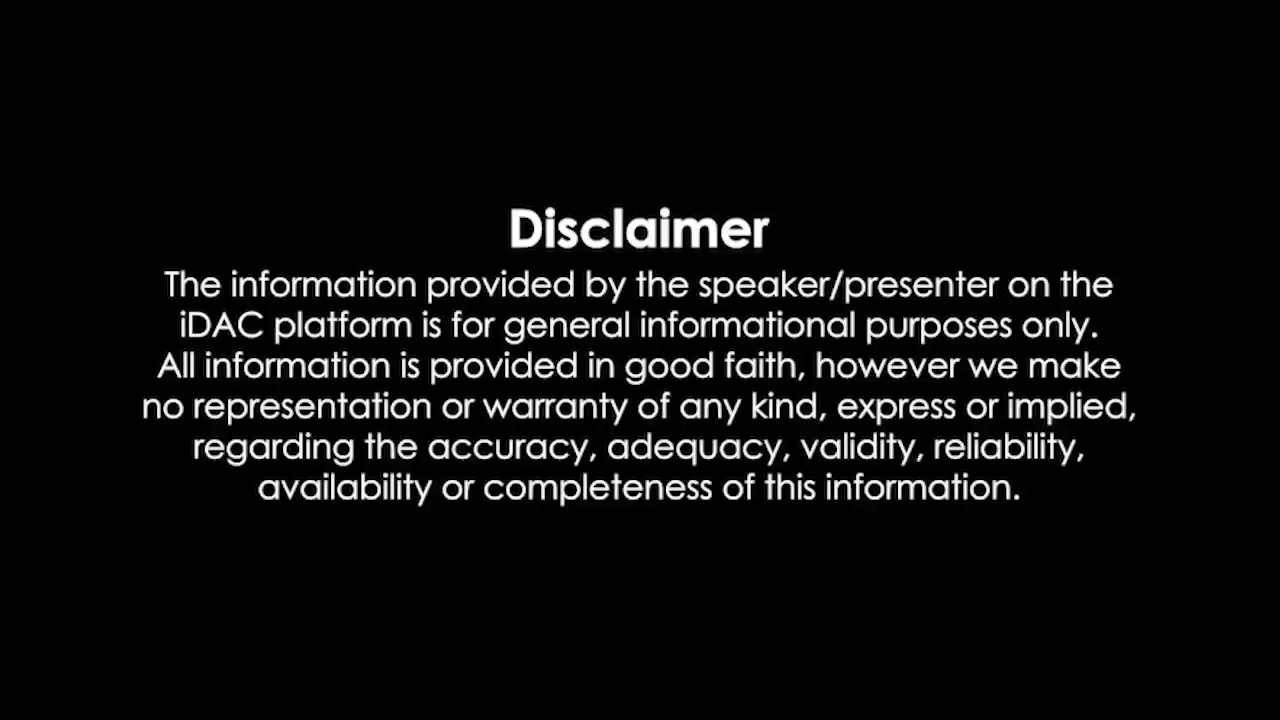 Disclaimer
The information provided by the speaker/presenter on the
iDAC platform is for general informational purposes only.
All information is provided in good faith, however we make
no representation or warranty of any kind, express or implied,
regarding the accuracy, adequacy, validity, reliability,
availability or completeness of this information.